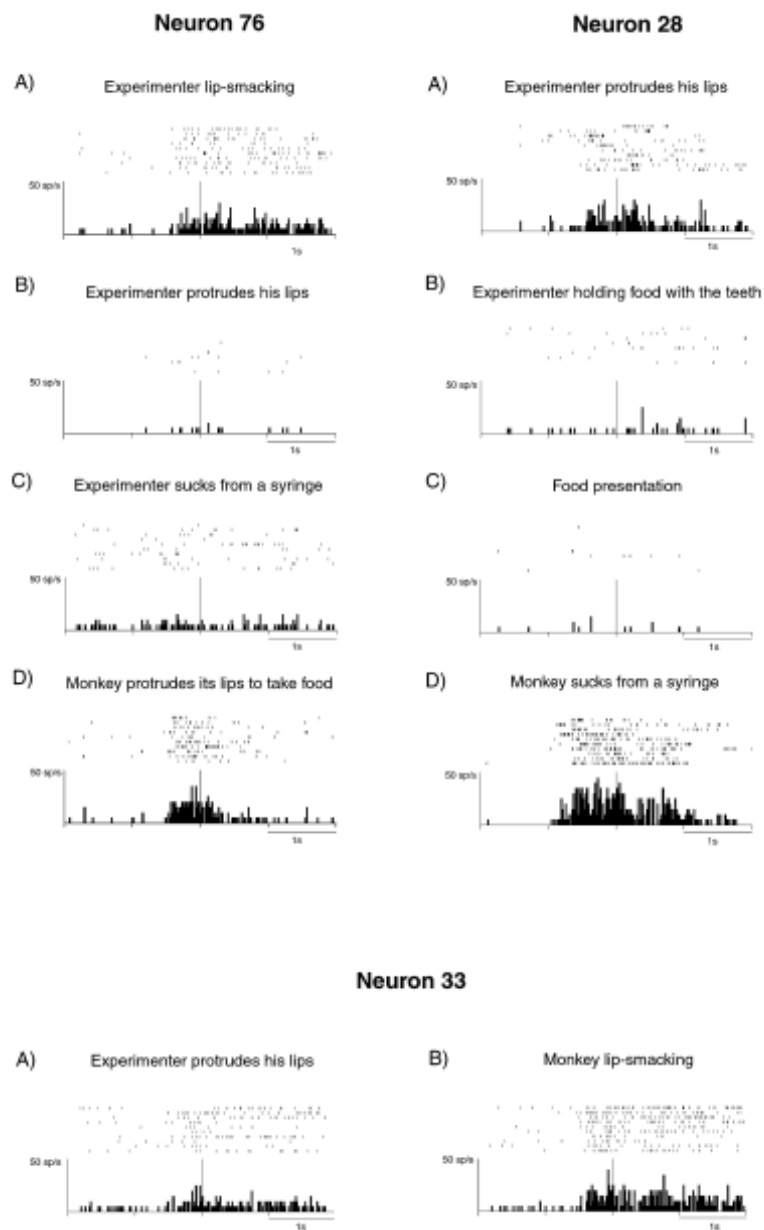 Neuron 76
A)
Experimenter lip-smacking
50 sp/s
1s
B)
Experimenter protrudes his lips
50 sp/s
1s
C)
Experimenter sucks from a syringe
50 sp/s
1s
D)
Monkey protrudes its lips to take food
50 sp/s
1s
Neuron 28
A)
Experimenter protrudes his lips
50 sp/s
1s
B)
Experimenter holding food with the teeth
50 sp/s
1s
C)
Food presentation
50 sp/s
1s
D)
Monkey sucks from a syringe
50 sp/s
1s
Neuron 33
A)
Experimenter protrudes his lips
50 sp/s
1s
B)
Monkey lip-smacking
50 sp/s
1s